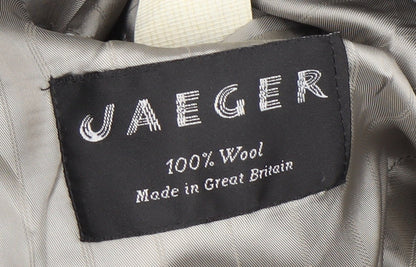 JAEGER
100% Wool
Made in Great Britain